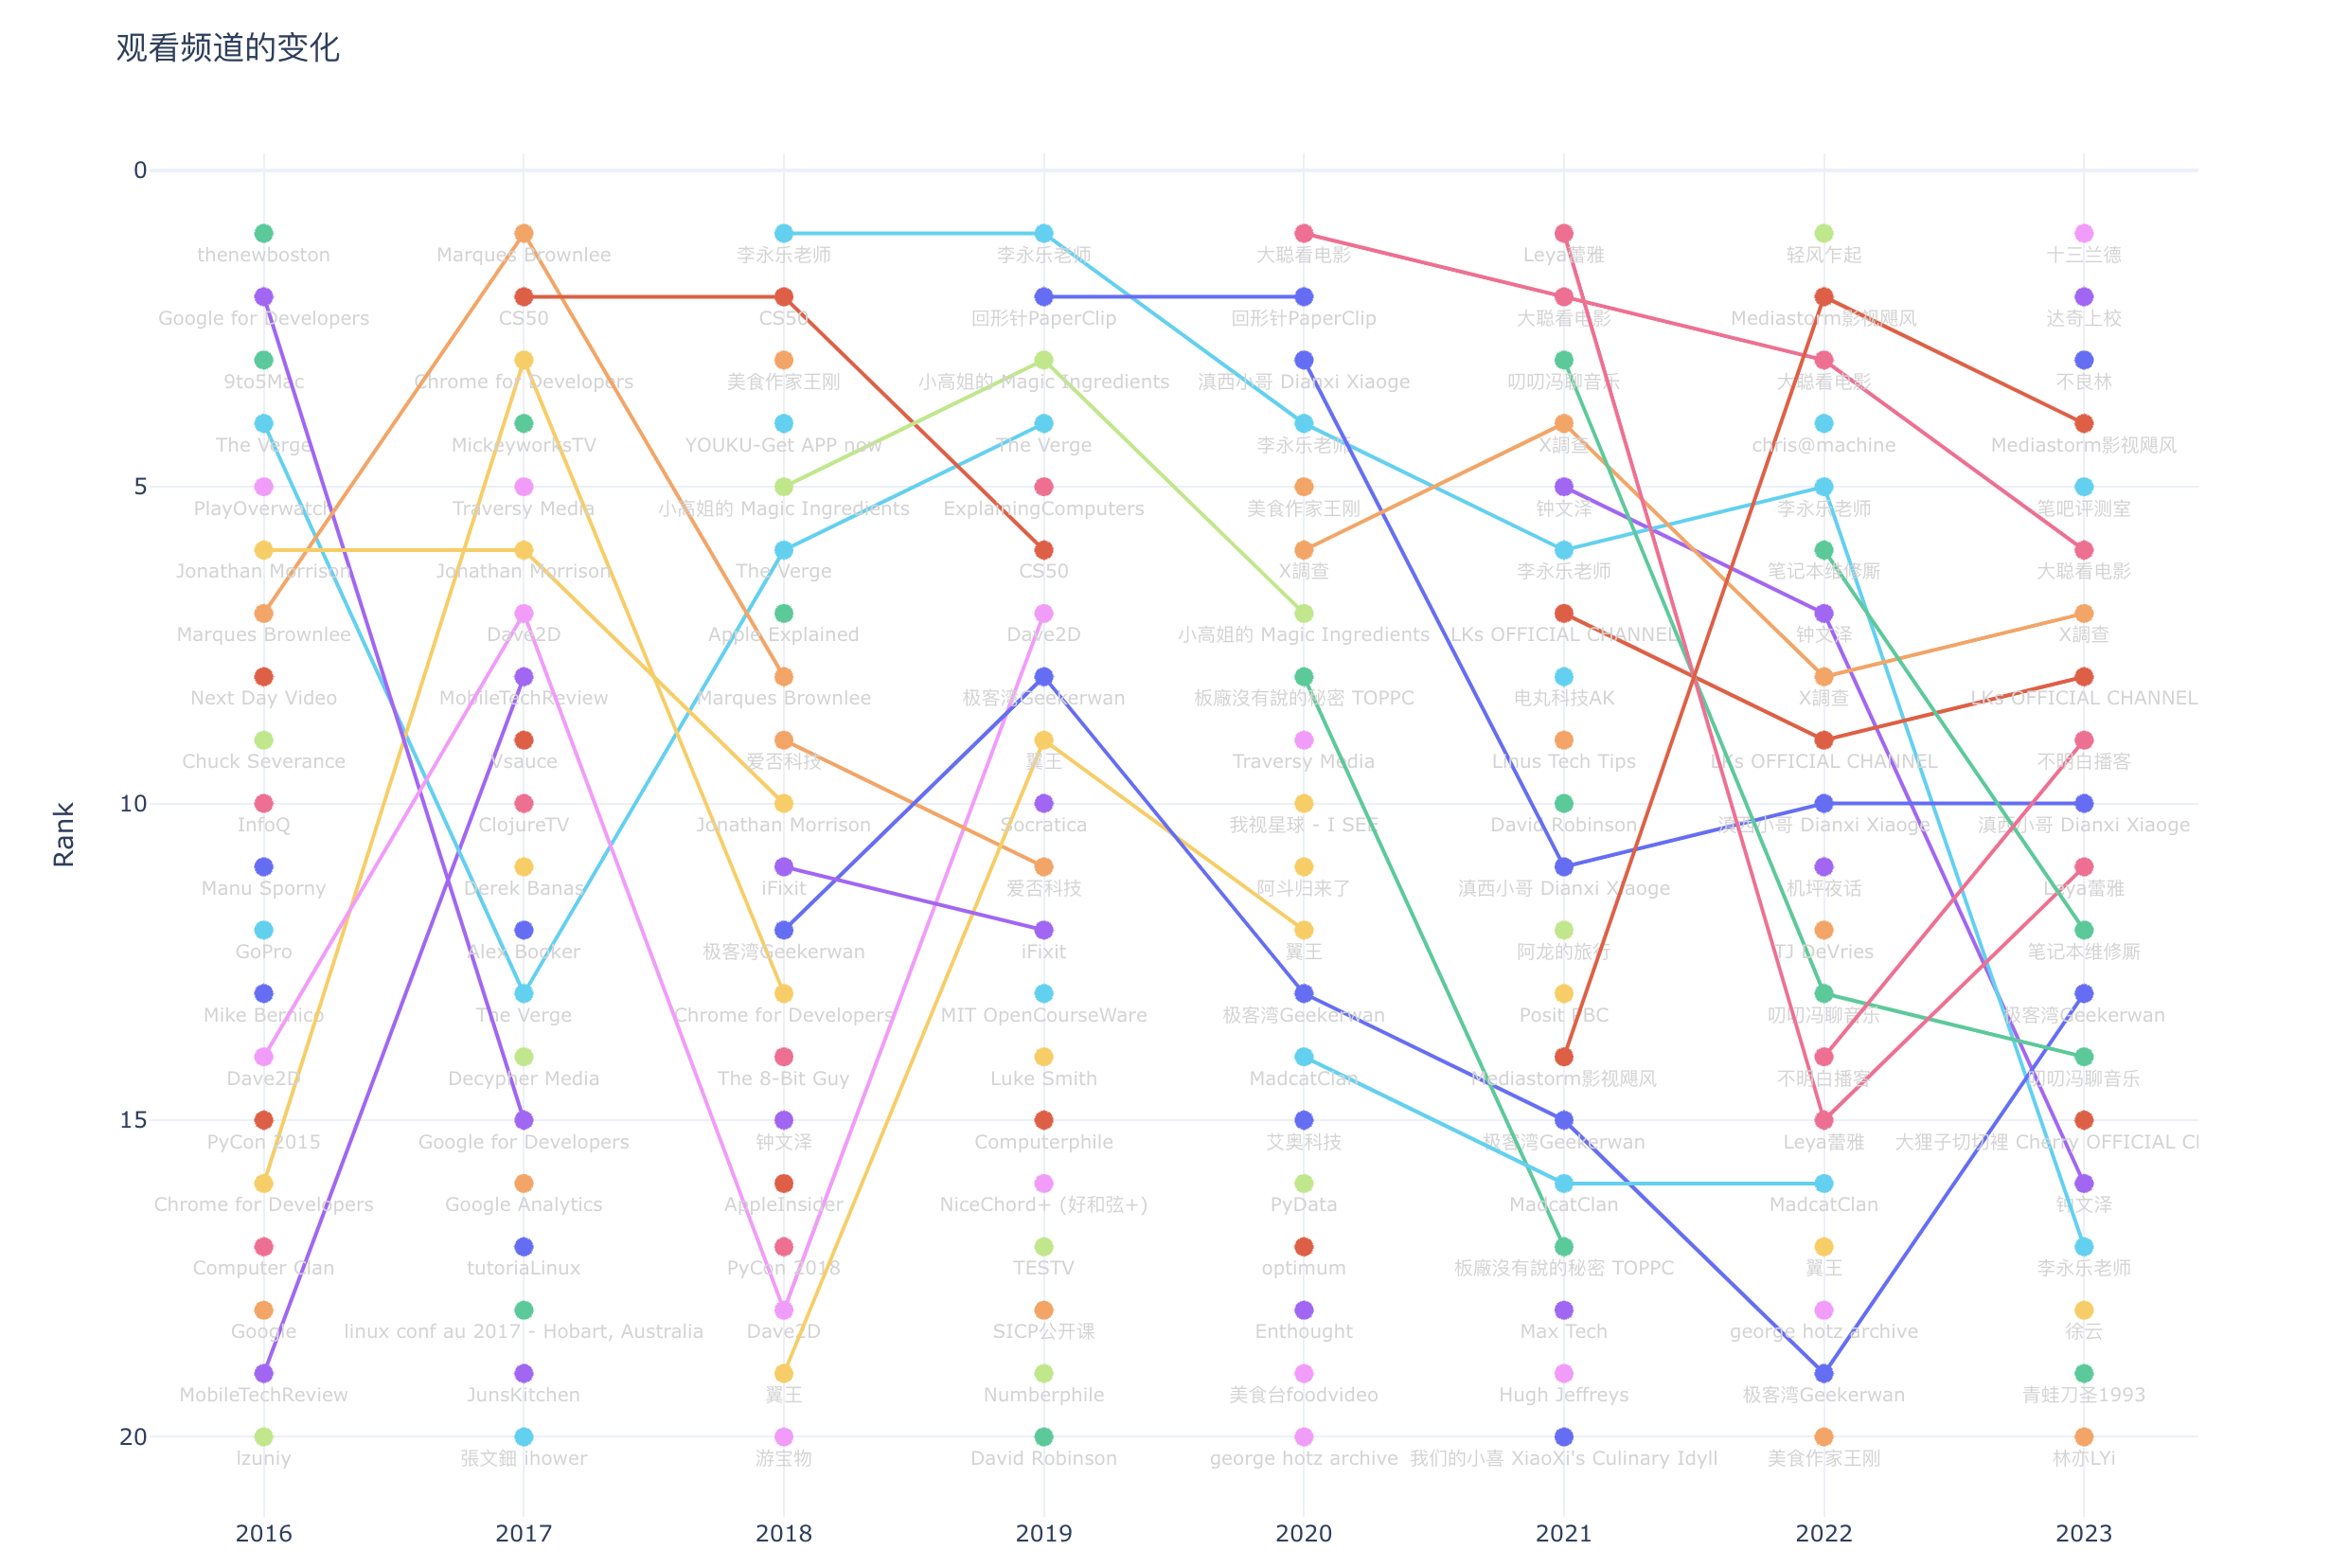 观看频道的变化
0
thenewboston
Marques Brownlee
李永乐老师
李永乐老师
大聪看电影
Leya蕾雅
轻风乍起
十三兰德
Google for Developers
CS50
CS50
回形针PaperClip
回形针PaperClip
大聪看电影
Mediastorm影视飓风
达奇上校
9to5Mac
Chrome for Developers
美食作家王刚
小高姐的 Magic Ingredients
滇西小哥 Dianxi Xiaoge
叨叨冯聊音乐
大聪看电影
不良林
The Verge
MickeyworksTV
YOUKU-Get APP now
The Verge
李永乐老师
X調查
chris@machine
Mediastorm影视飓风
5
PlayOverwatch
Traversy Media
小高姐的 Magic Ingredients
ExplainingComputers
美食作家王刚
钟文泽
李永乐老师
笔吧评测室
Jonathan Morrison
Jonathan Morrison
The Verge
CS50
X調查
李永乐老师
笔记本维修厮
大聪看电影
Marques Brownlee
Dave2D
Apple Explained
Dave2D
小高姐的 Magic Ingredients
LKs OFFICIAL CHANNEL
钟文泽
X調查
Next Day Video
MobileTechReview
Marques Brownlee
极客湾Geekerwan
板廠沒有說的秘密 TOPPC
电丸科技AK
X調查
LKs OFFICIAL CHANNEL
Chuck Severance
Vsauce
爱否科技
翼王
Traversy Media
Linus Tech Tips
LKs OFFICIAL CHANNEL
不明白播客
10
InfoQ
ClojureTV
Jonathan Morrison
Socratica
我视星球 - I SEE
David Robinson
滇西小哥 Dianxi Xiaoge
滇西小哥 Dianxi Xiaoge
Manu Sporny
Derek Banas
iFixit
爱否科技
阿斗归来了
滇西小哥 Dianxi Xiaoge
机坪夜话
Leya蕾雅
GoPro
Alex Booker
极客湾Geekerwan
iFixit
翼王
阿龙的旅行
TJ DeVries
笔记本维修厮
Mike Bernico
The Verge
Chrome for Developers
MIT OpenCourseWare
极客湾Geekerwan
Posit PBC
叨叨冯聊音乐
极客湾Geekerwan
Dave2D
Decypher Media
The 8-Bit Guy
Luke Smith
MadcatClan
Mediastorm影视飓风
不明白播客
叨叨冯聊音乐
15
PyCon 2015
Google for Developers
钟文泽
Computerphile
艾奥科技
极客湾Geekerwan
Leya蕾雅
大狸子切切裡 Cherry OFFICIAL CI
Chrome for Developers
Google Analytics
AppleInsider
NiceChord+ (好和弦+)
PyData
MadcatClan
MadcatClan
钟文泽
Computer Clan
tutoriaLinux
PyCon 2018
TESTV
optimum
板廠沒有說的秘密 TOPPC
翼王
李永乐老师
Google
linux conf au 2017 - Hobart, Australia
Dave2D
SICP公开课
Enthought
Max Tech
george hotz archive
徐云
MobileTechReview
JunsKitchen
翼王
Numberphile
美食台foodvideo
Hugh Jeffreys
极客湾Geekerwan
青蛙刀圣1993
20
lzuniy
張文鈿 ihower
游宝物
David Robinson
george hotz archive
我们的小喜 XiaoXi's Culinary Idyll
美食作家王刚
林亦LYi
Rank
2016
2017
2018
2019
2020
2021
2022
2023